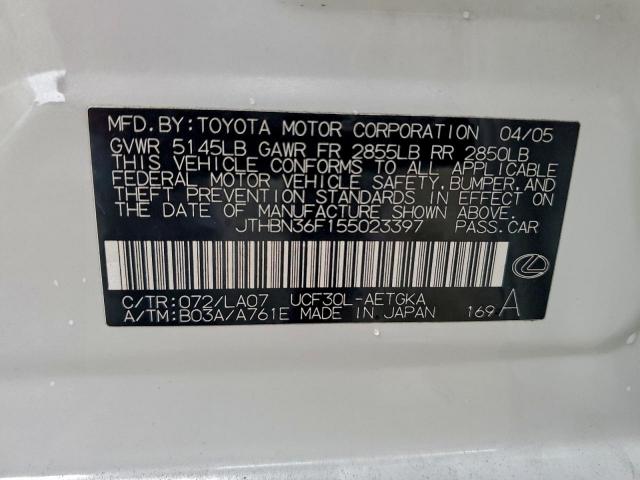 MFD.BY:TOYOTA MOTOR CORPORATION 04/05
GVWR 5145LB GAWR FR 2855LB RR 2850LB
THIS VEHICLE CONFORMS TO ALL APPLICABLE
FEDERAL MOTOR VEHICLE SAFETY,BUMPER,AND
THEFT PREVENTION STANDARDS IN EFFECT ON
THE DATE OF MANUFACTURE SHOWN ABOVE.
JTHBN36F155023397 PASS.CAR
C/TR:072/LA07 UCF30L-AETGKA
A/TM:B03A/A761E MADE IN JAPAN 169 A